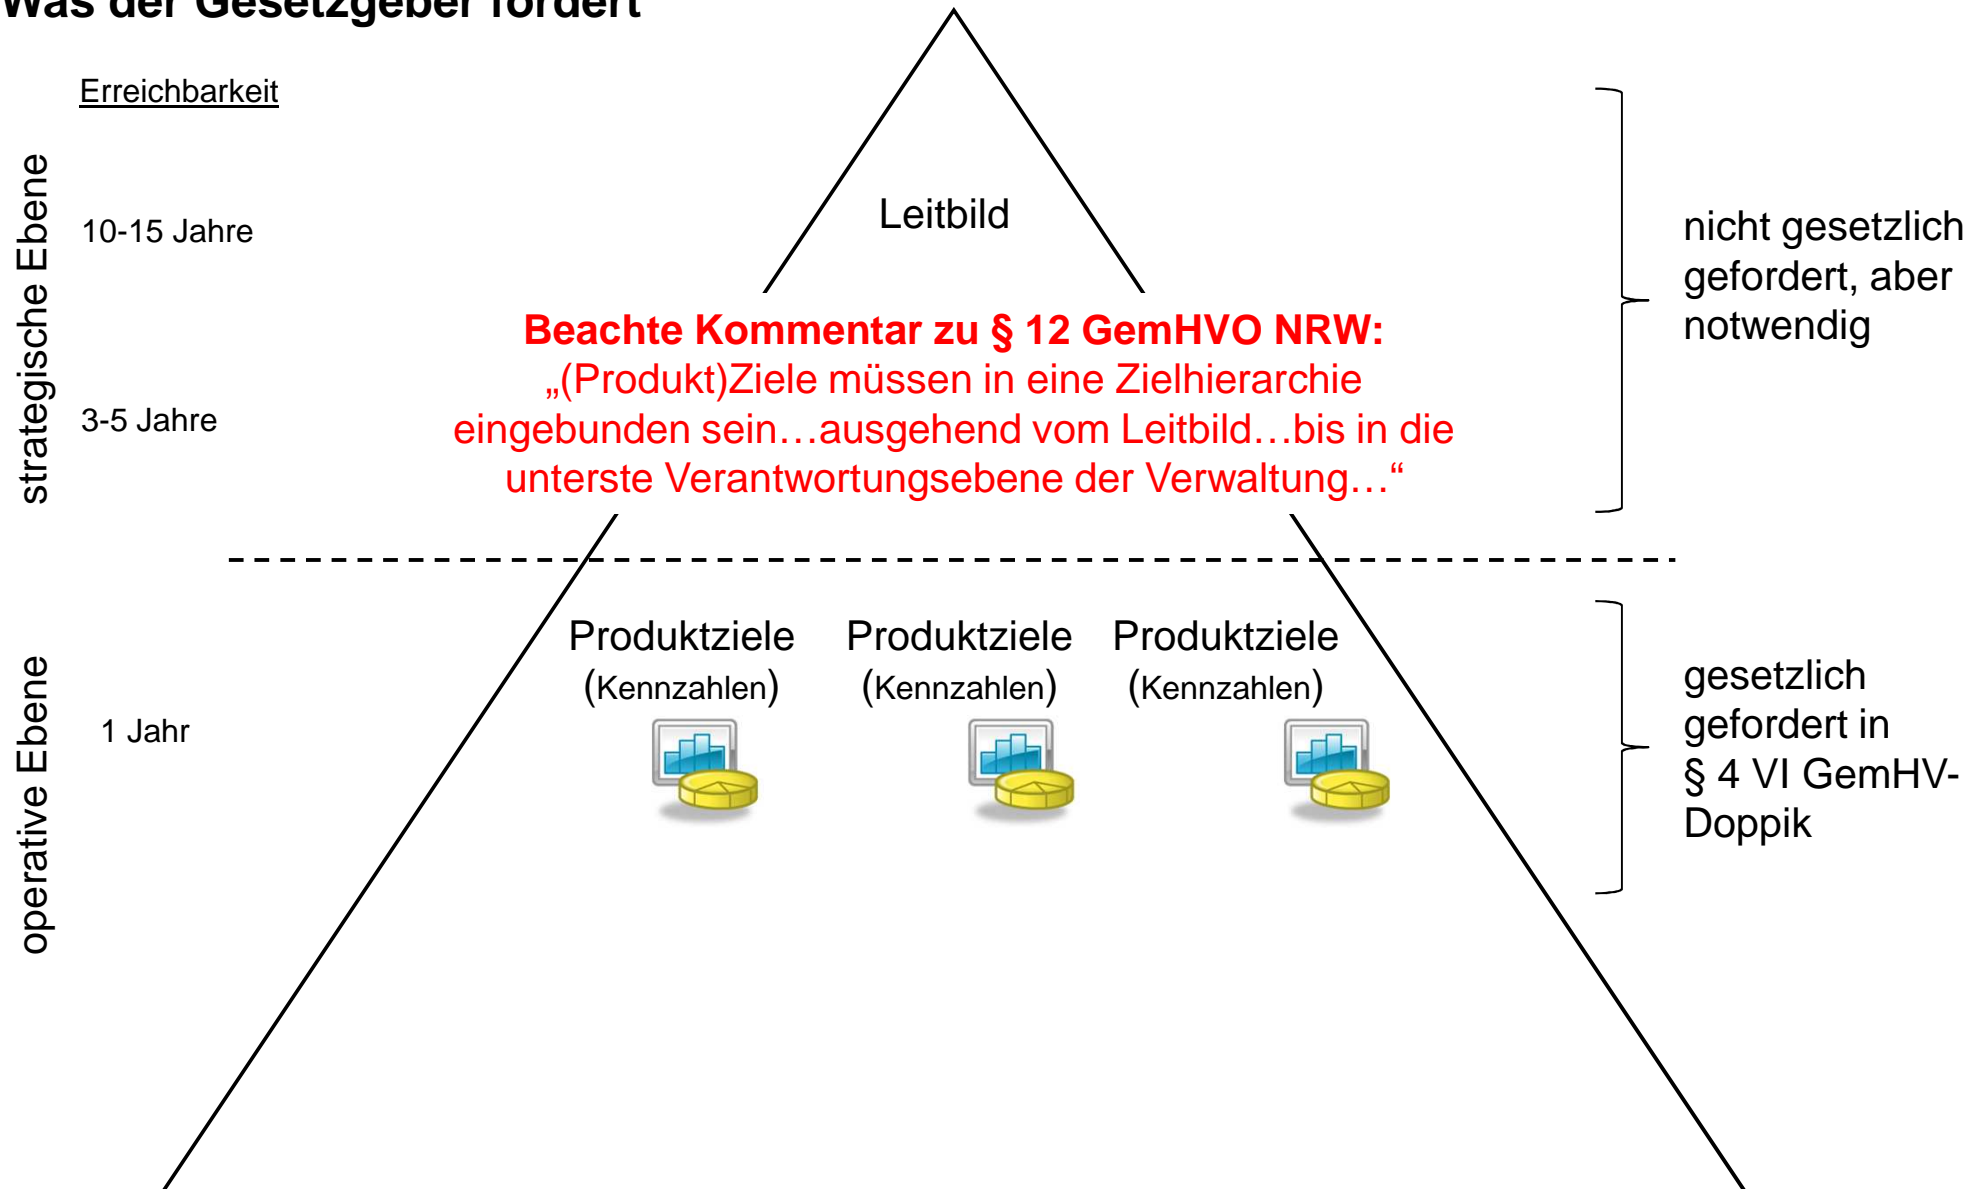 Was der Gesetzgeber fordert
Erreichbarkeit
strategische Ebene
10-15 Jahre
Leitbild
nicht gesetzlich
gefordert, aber
notwendig
Beachte Kommentar zu § 12 GemHVO NRW:
„(Produkt)Ziele müssen in eine Zielhierarchie
eingebunden sein…ausgehend vom Leitbild…bis in die
unterste Verantwortungsebene der Verwaltung…“
3-5 Jahre
operative Ebene
1 Jahr
Produktziele
(Kennzahlen)
Produktziele
(Kennzahlen)
Produktziele
(Kennzahlen)
gesetzlich
gefordert in
§ 4 VI GemHV-
Doppik